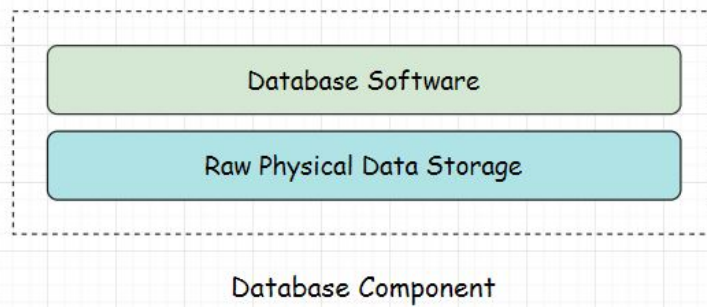 Database Software
Raw Physical Data Storage
Database Component